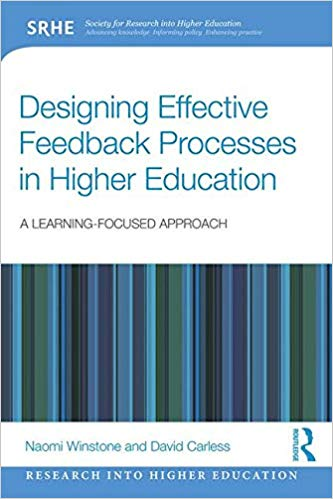 SRHE
Society for Research into Higher Education
Advancing knowledge Informing policy Enhancing practice
Designing Effective
Feedback Processes
in Higher Education
A LEARNING-FOCUSED APPROACH
Naomi Winstone and David Carless
ROUTLEDGE
RESEARCH INTO HIGHER EDUCATION